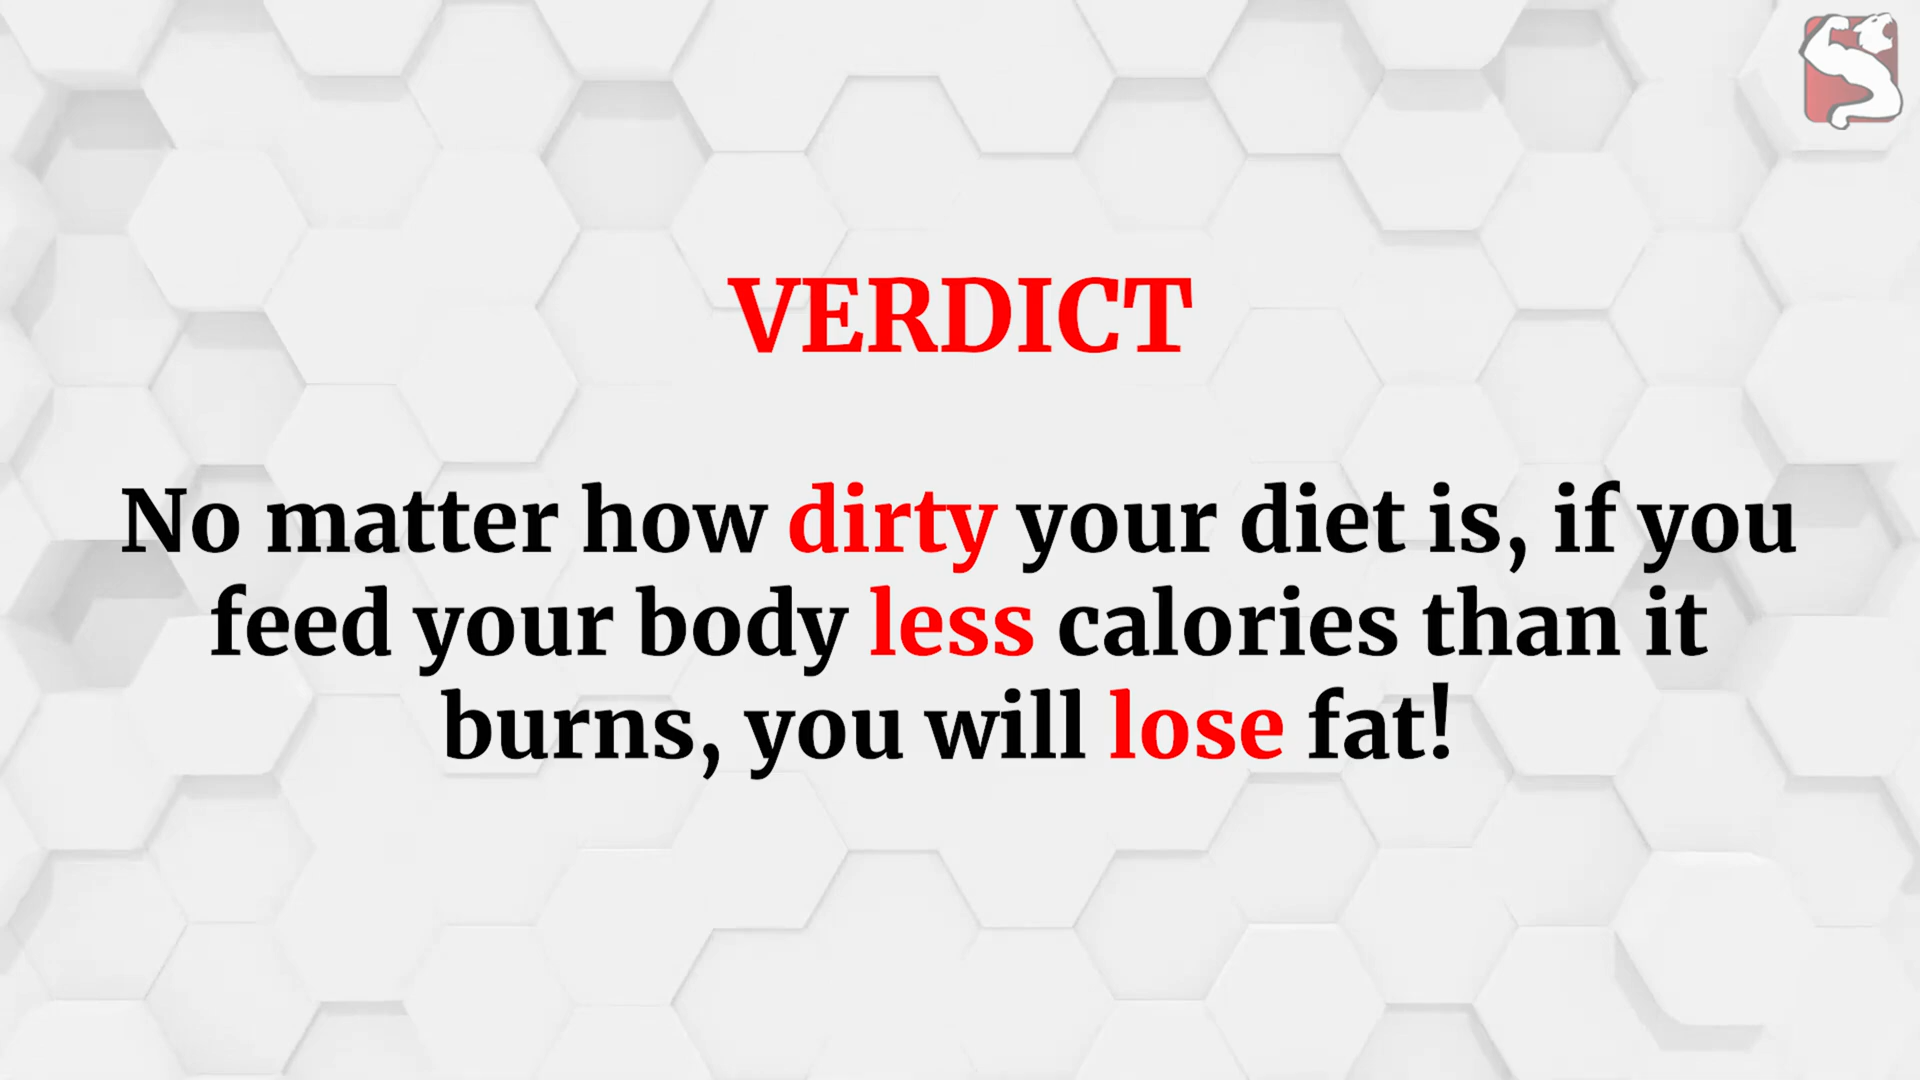 VERDICT
No matter how dirty your diet is, if you
feed your body less calories than it
burns, you will lose fat!